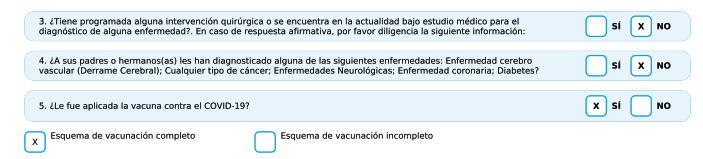 3. ¿Tiene programada alguna intervención quirúrgica o se encuentra en la actualidad bajo estudio médico para el
diagnóstico de alguna enfermedad?. En caso de respuesta afirmativa, por favor diligencia la siguiente información:
SÍ X NO
4. ¿A sus padres o hermanos(as) les han diagnosticado alguna de las siguientes enfermedades: Enfermedad cerebro
vascular (Derrame Cerebral); Cualquier tipo de cáncer; Enfermedades Neurológicas; Enfermedad coronaria; Diabetes?
SÍ X NO
5. ¿Le fue aplicada la vacuna contra el COVID-19? X SÍ NO
X Esquema de vacunación completo Esquema de vacunación incompleto